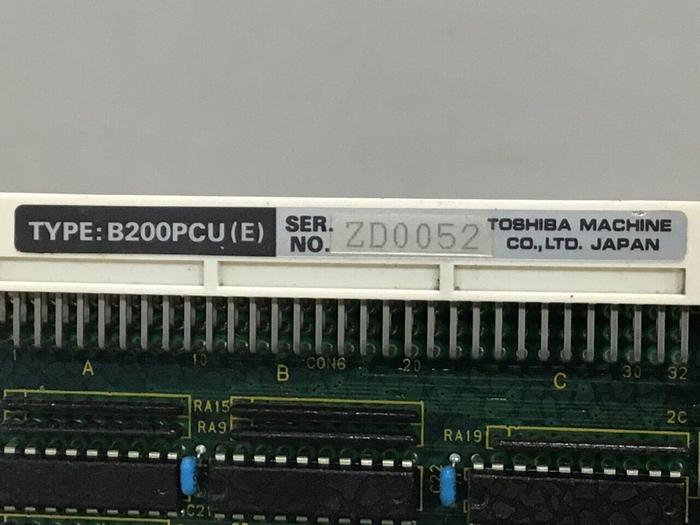 TYPE: B200PCU (E)
SER. NO.
ZD0052
TOSHIBA MACHINE
CO., LTD. JAPAN
1
10
CON6
20
30
32
A
B
C
RA15
RA9
RA19
2C
C21
C22